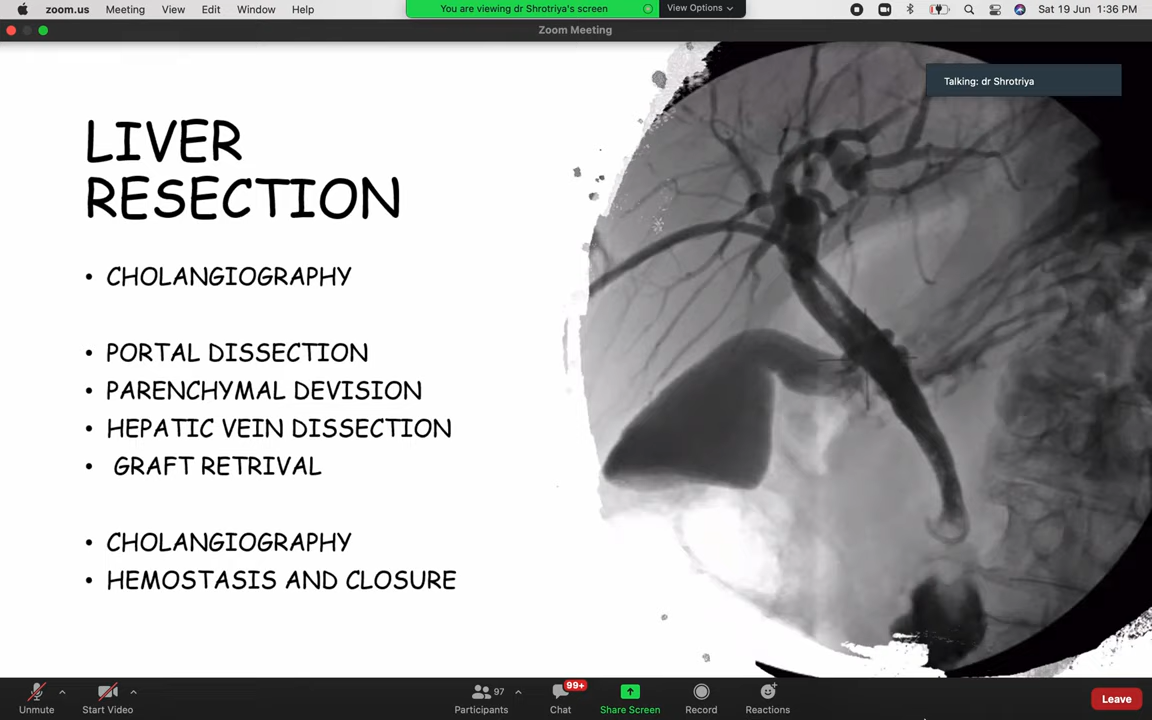 zoom.us Meeting View Edit Window Help
You are viewing dr Shrotriya's screen
View Options
Sat 19 Jun 1:36 PM
Zoom Meeting
Talking: dr Shrotriya
LIVER
RESECTION
• CHOLANGIOGRAPHY
• PORTAL DISSECTION
• PARENCHYMAL DEVISION
• HEPATIC VEIN DISSECTION
• GRAFT RETRIVAL
• CHOLANGIOGRAPHY
• HEMOSTASIS AND CLOSURE
97
99+
Unmute
Start Video
Participants
Chat
Share Screen
Record
Reactions
Leave